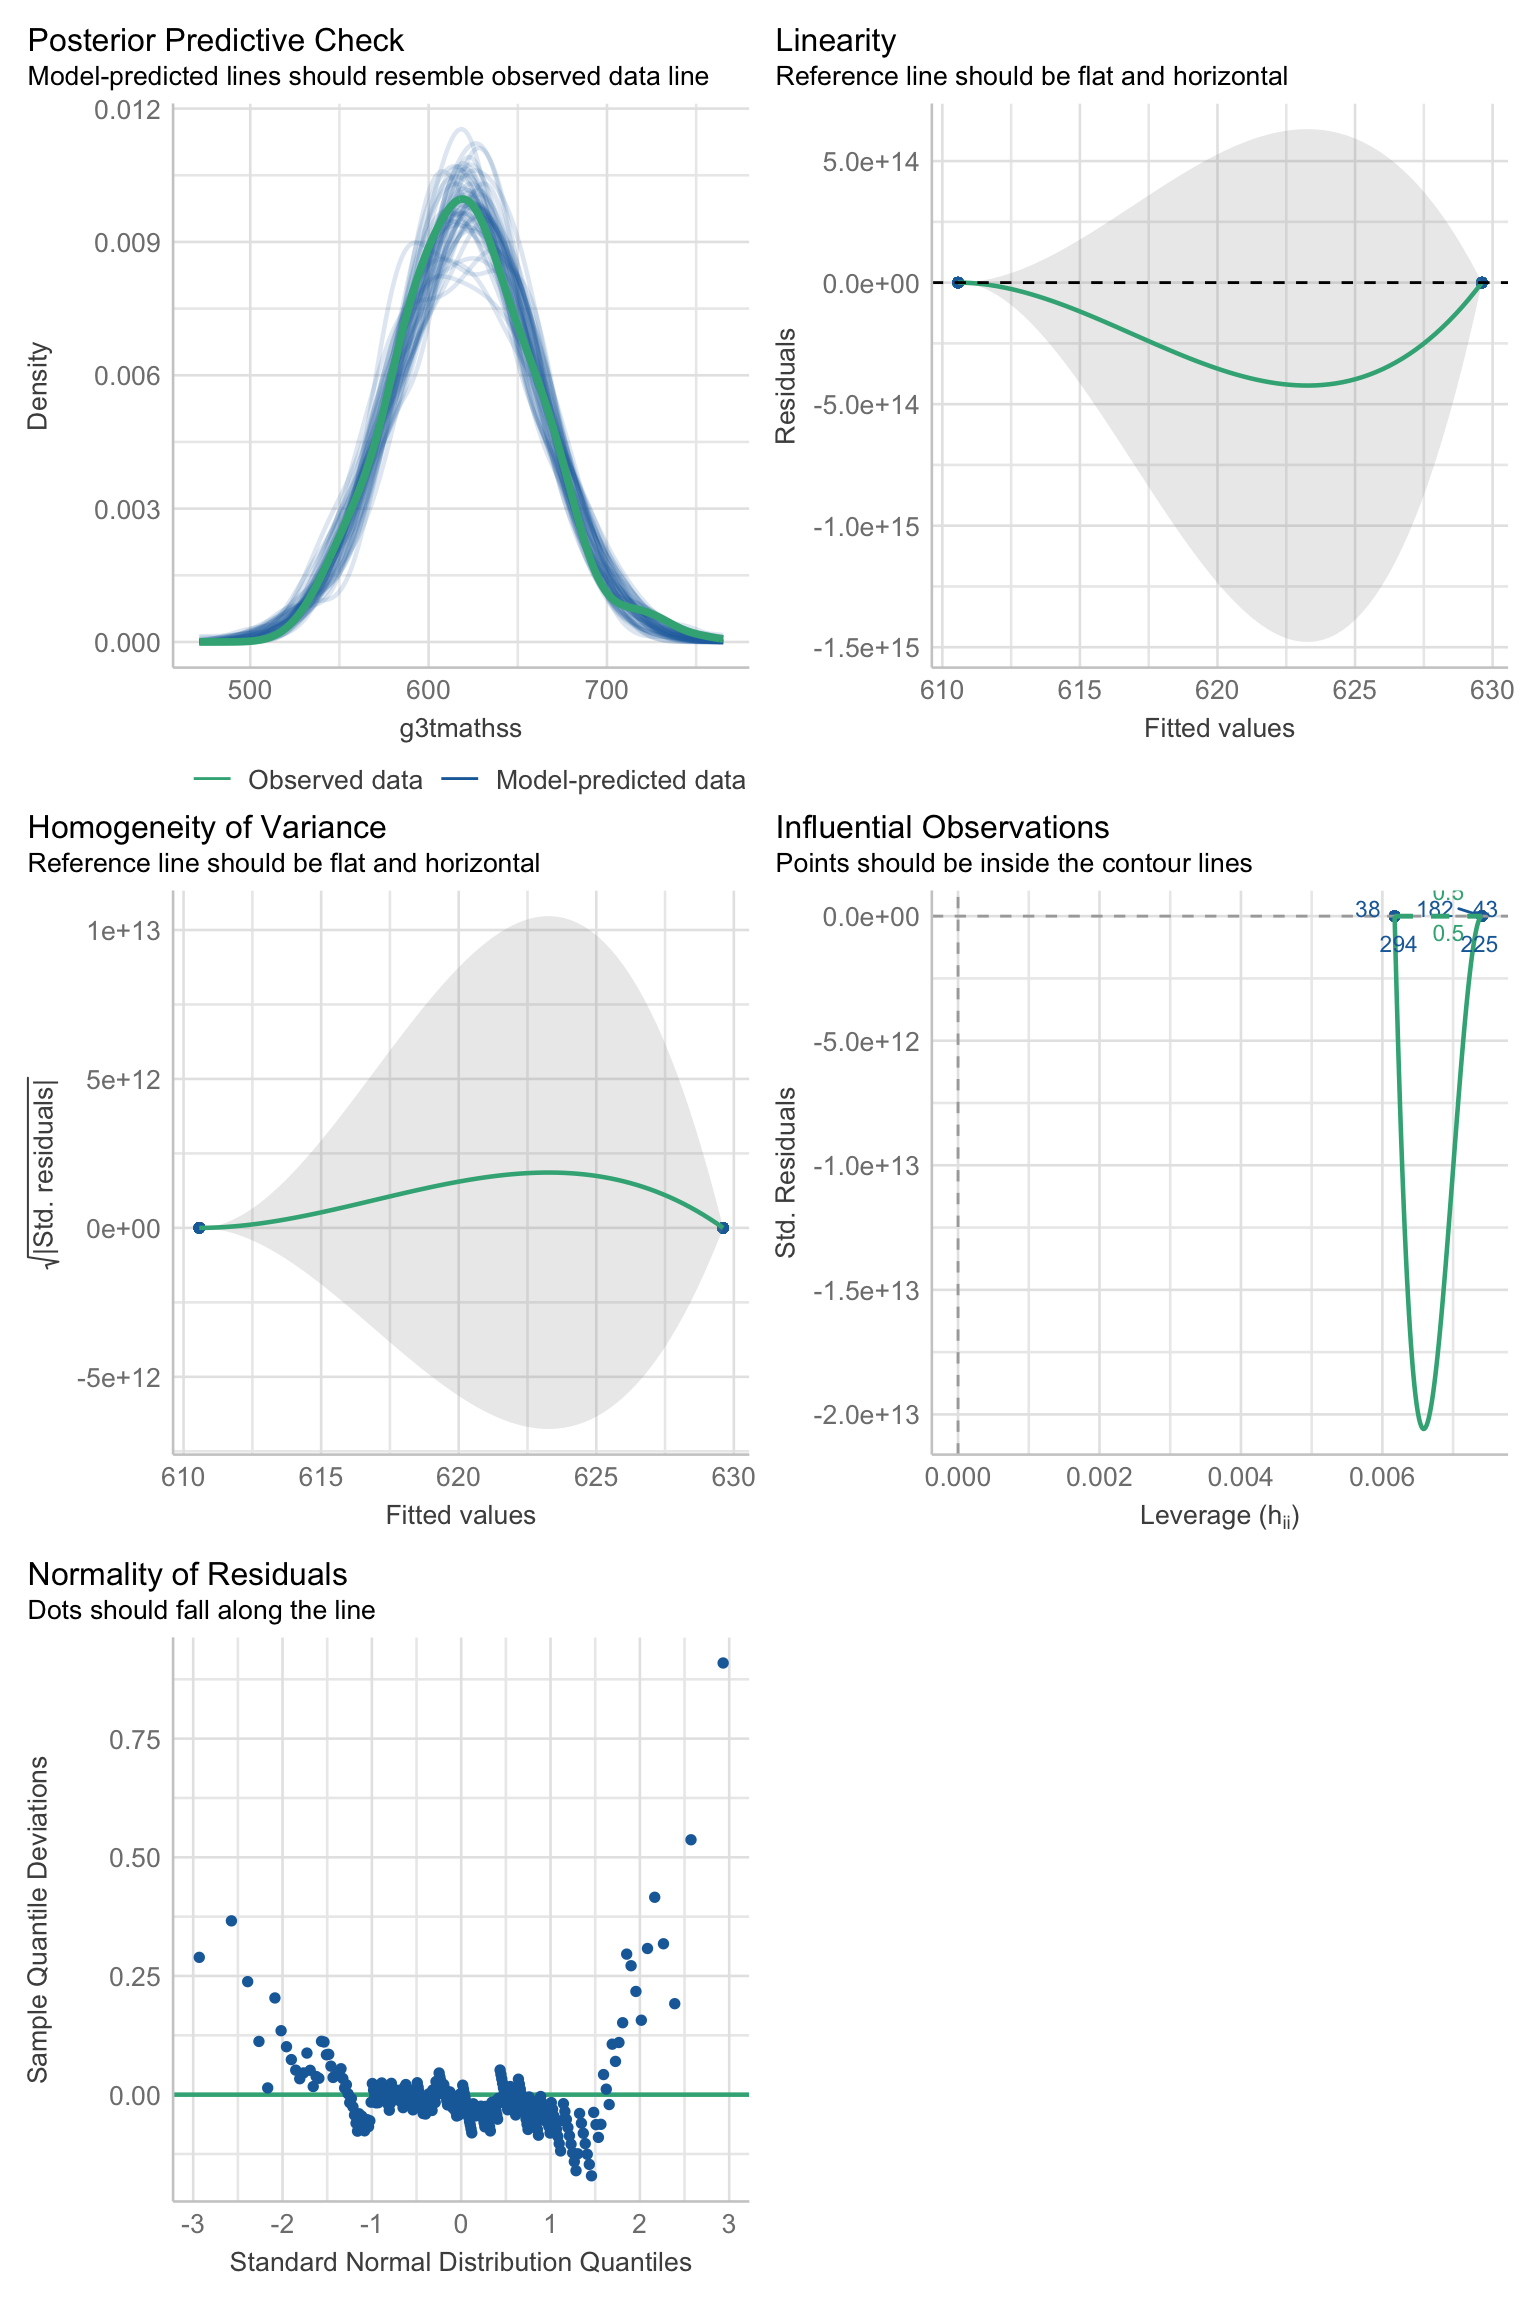 Posterior Predictive Check
Model-predicted lines should resemble observed data line
0.012
0.009
0.006
0.003
0.000
Density
500 600 700
g3tmathss
Observed data Model-predicted data
Linearity
Reference line should be flat and horizontal
5.0e+14
0.0e+00
-5.0e+14
-1.0e+15
-1.5e+15
Residuals
610 615 620 625 630
Fitted values
Homogeneity of Variance
Reference line should be flat and horizontal
1e+13
5e+12
0e+00
-5e+12
√|Std. residuals|
610 615 620 625 630
Fitted values
Influential Observations
Points should be inside the contour lines
0.5
38 182 43
0.5
294 225
0.0e+00
-5.0e+12
-1.0e+13
-1.5e+13
-2.0e+13
Std. Residuals
0.000 0.002 0.004 0.006
Leverage (hii)
Normality of Residuals
Dots should fall along the line
0.75
0.50
0.25
0.00
Sample Quantile Deviations
-3 -2 -1 0 1 2 3
Standard Normal Distribution Quantiles